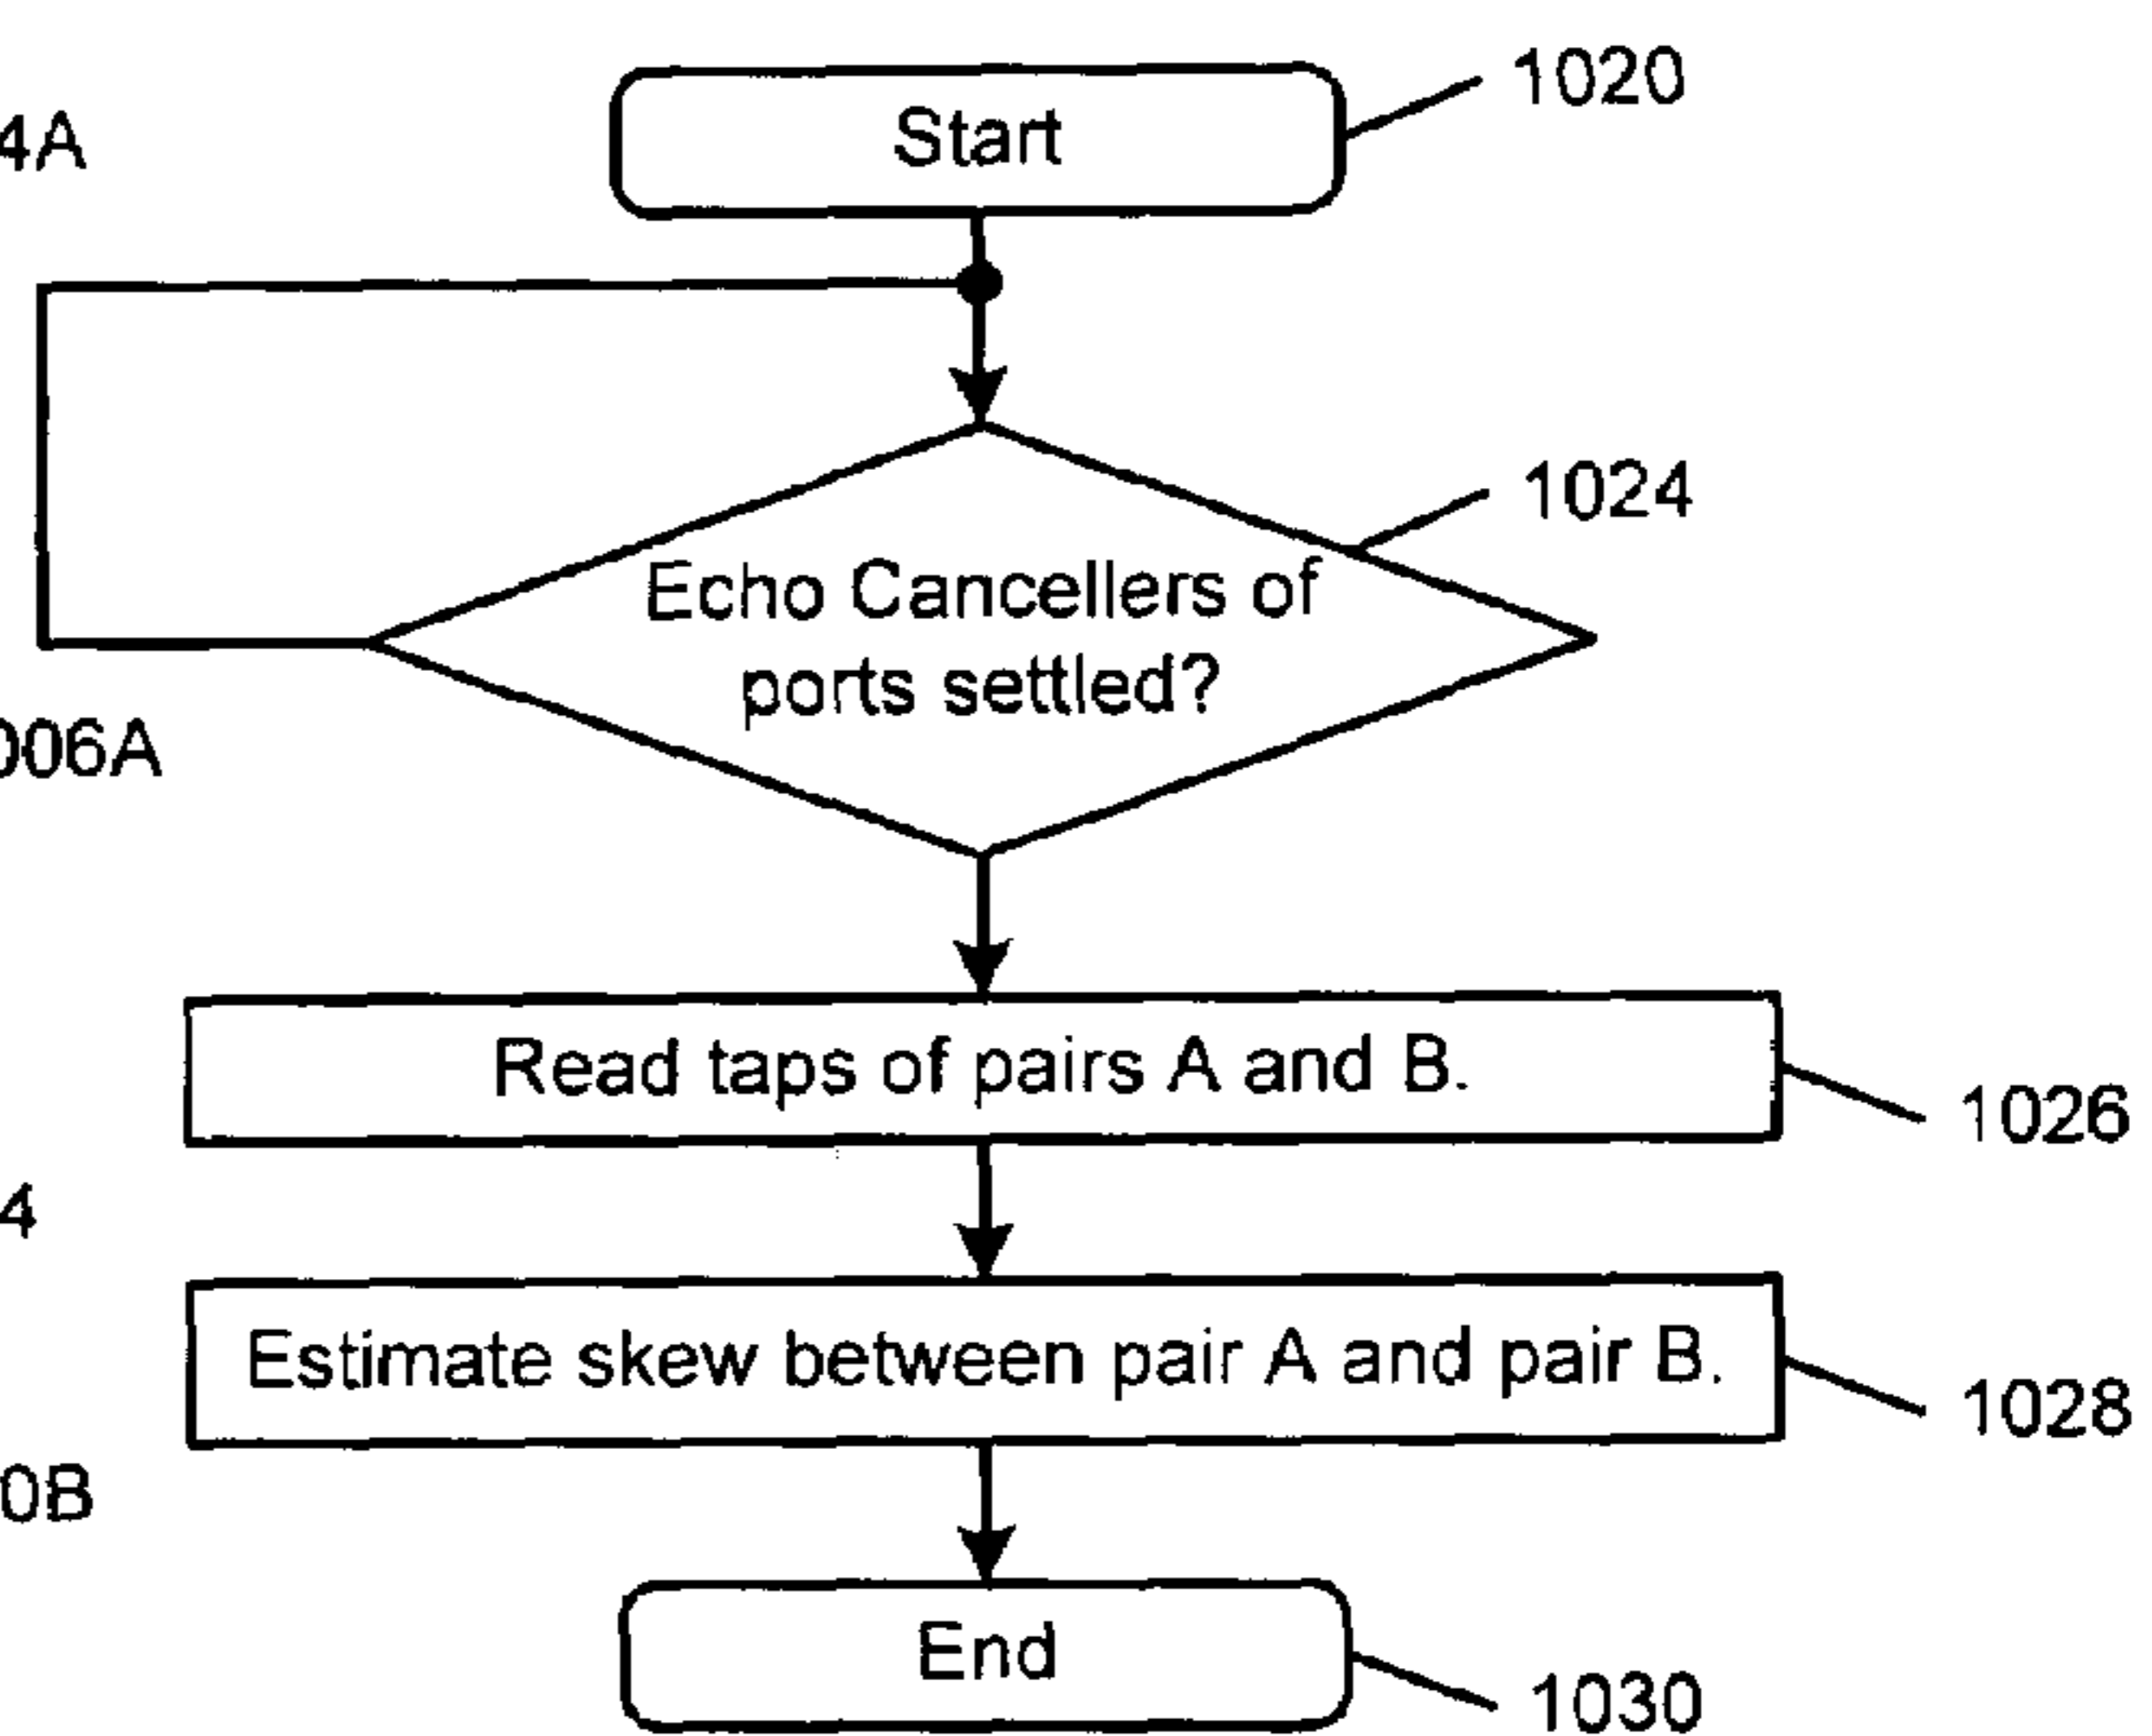 1020
4A
Start
1024
Echo Cancellers of
ports settled?
006A
Read taps of pairs A and B.
1026
4
Estimate skew between pair A and pair B.
1028
0B
End
1030